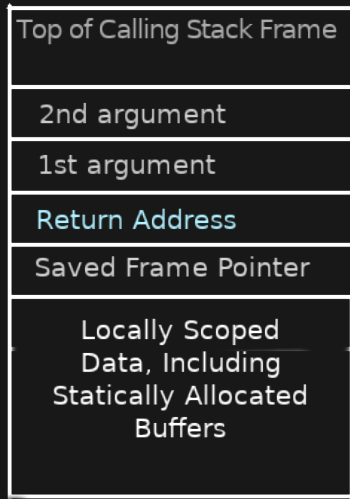 Top of Calling Stack Frame
2nd argument
1st argument
Return Address
Saved Frame Pointer
Locally Scoped
Data, Including
Statically Allocated
Buffers